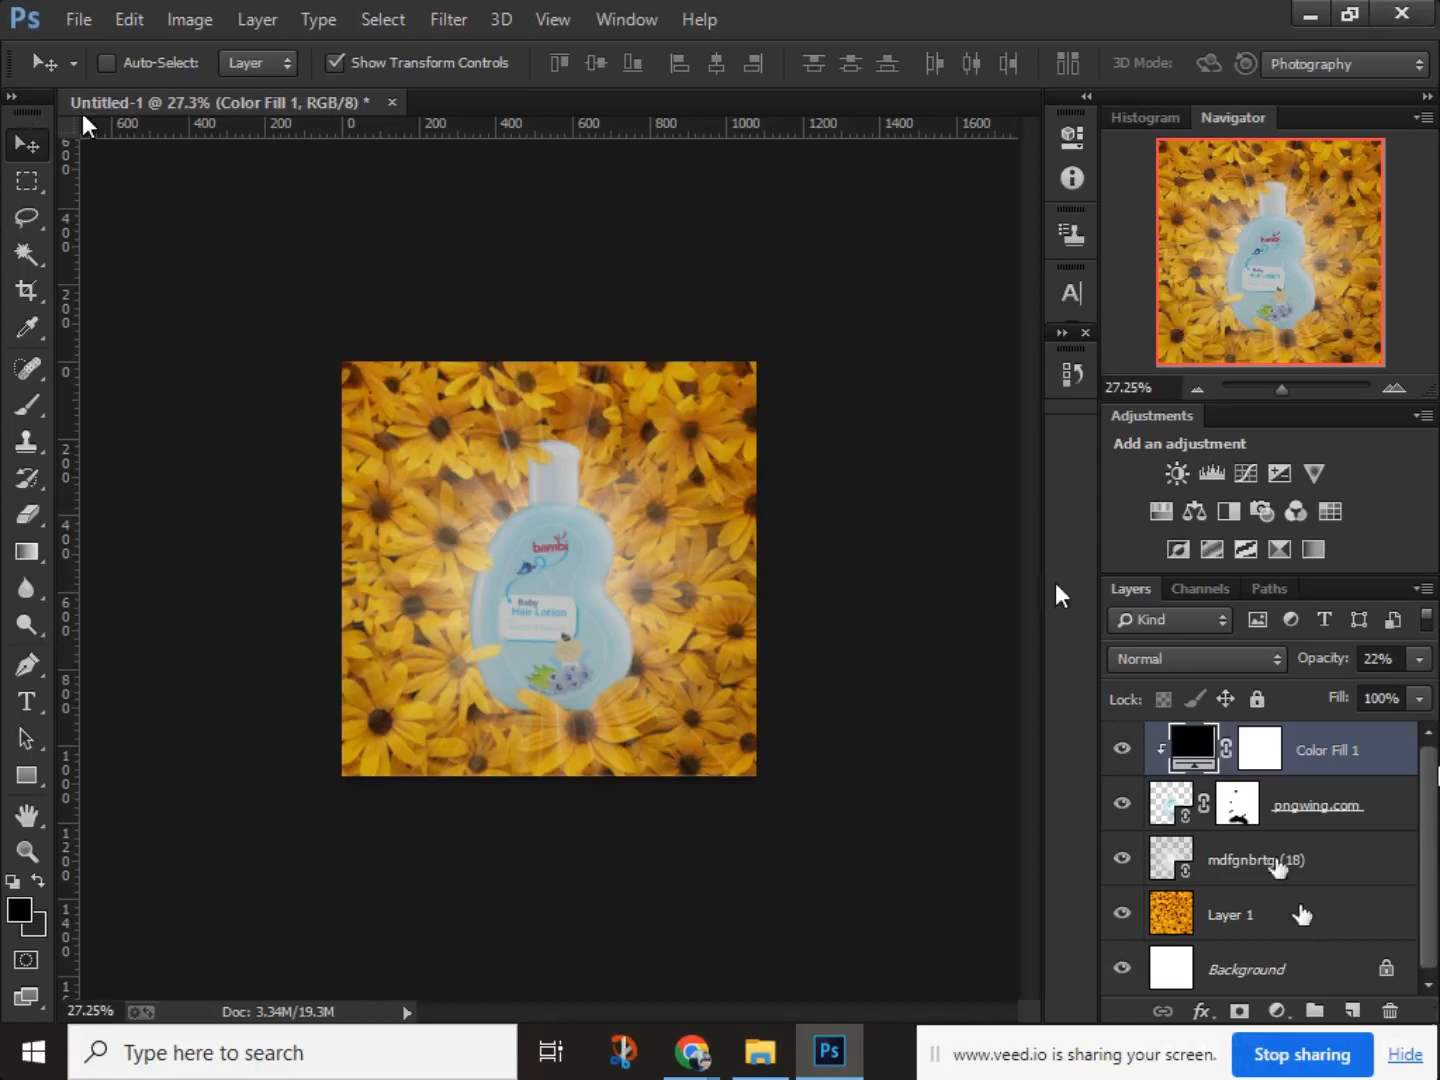 Ps File Edit Image Layer Type Select Filter 3D View Window Help
Auto-Select: Layer Show Transform Controls 3D Mode: Photography
Untitled-1 @ 27.3% (Color Fill 1, RGB/8) * ×
600 400 200 0 200 400 600 800 1000 1200 1400 1600
Histogram Navigator
27.25%
Adjustments
Add an adjustment
bambi
Baby
Hair Lotion
Layers Channels Paths
Kind
Normal Opacity: 22%
Lock: Fill: 100%
Color Fill 1
pngwing.com
mdfgnbrtg (18)
Layer 1
Background
27.25% Doc: 3.34M/19.3M
Type here to search
Ps
www.veed.io is sharing your screen. Stop sharing Hide